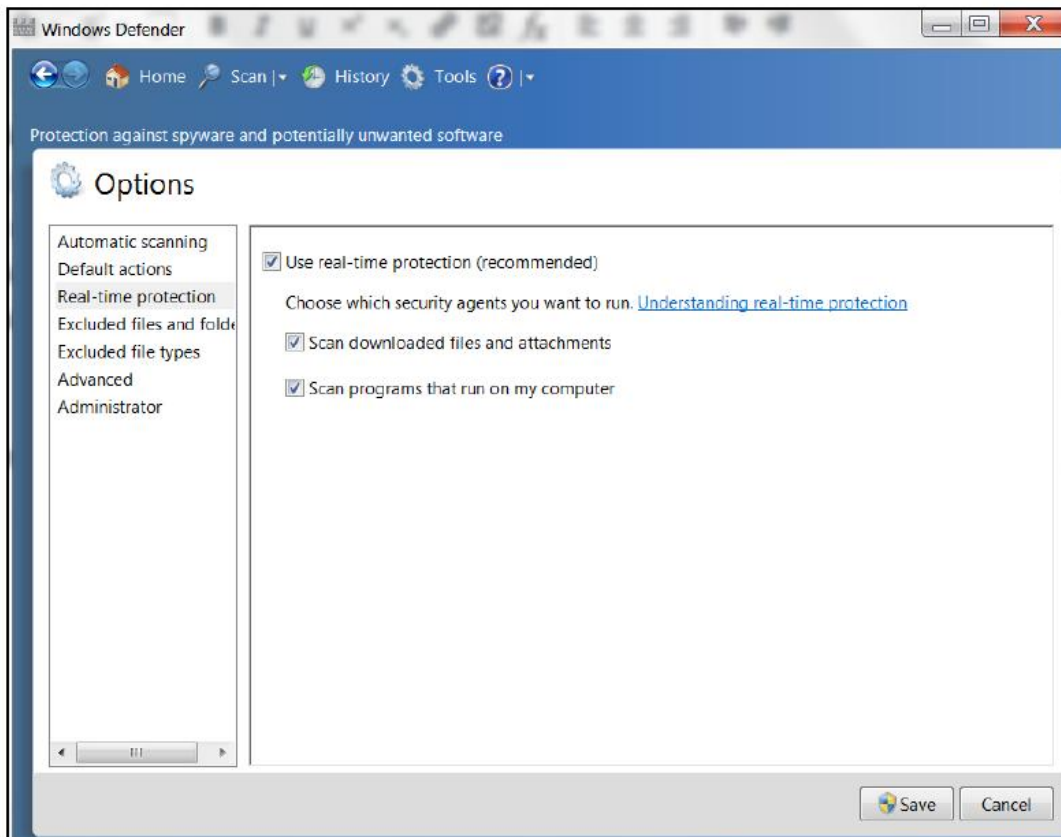 Windows Defender
Home Scan History Tools
Protection against spyware and potentially unwanted software
Options
Automatic scanning
Default actions
Real-time protection
Excluded files and folde
Excluded file types
Advanced
Administrator
Use real-time protection (recommended)
Choose which security agents you want to run. Understanding real-time protection
Scan downloaded files and attachments
Scan programs that run on my computer
Save Cancel